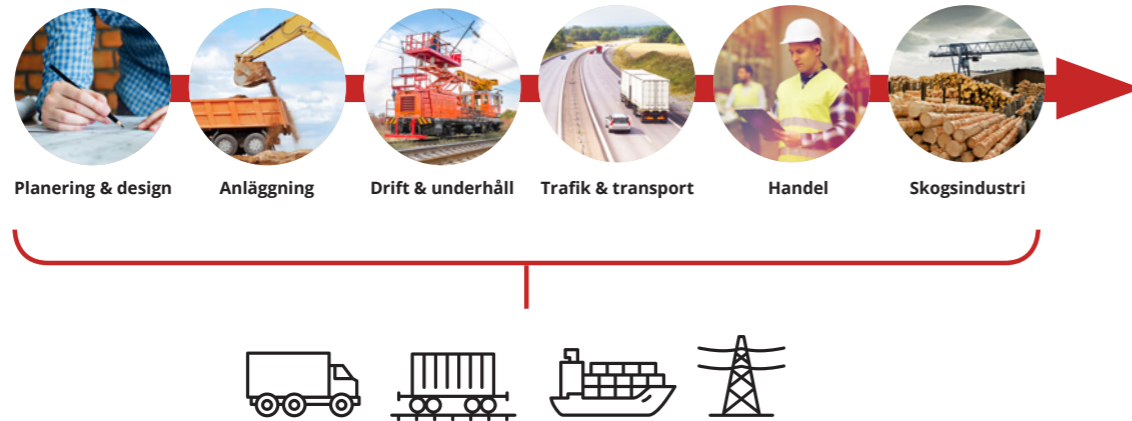 Planering & design
Anläggning
Drift & underhåll
Trafik & transport
Handel
Skogsindustri